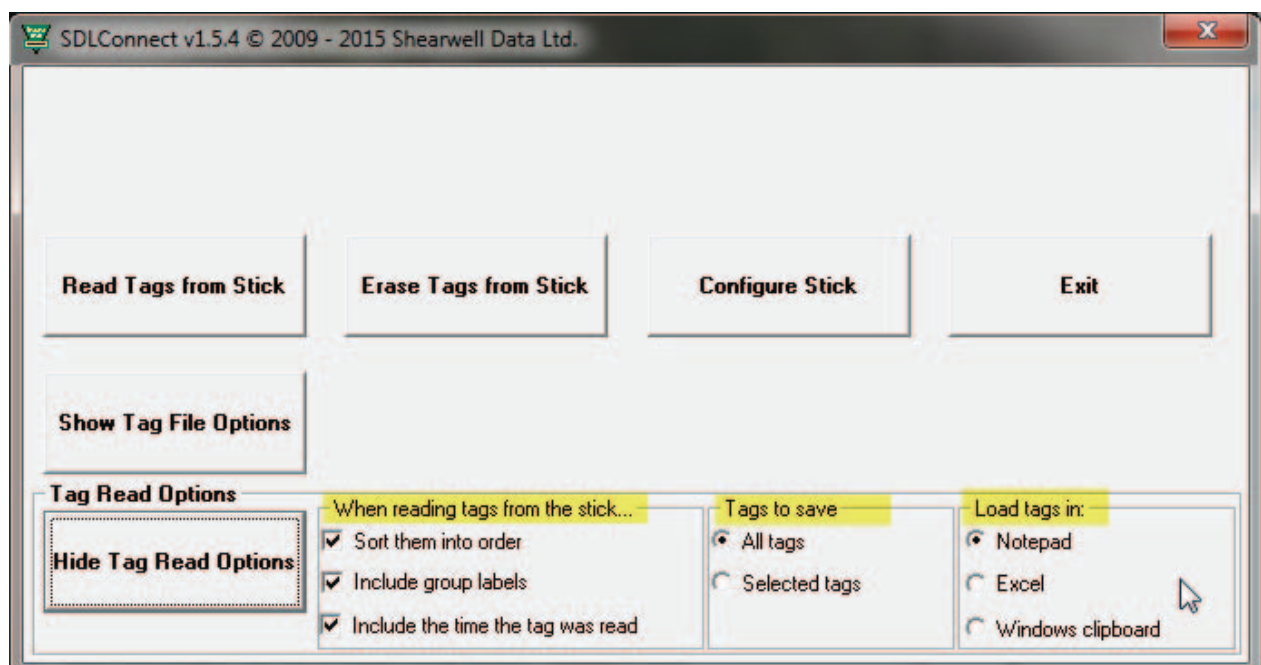 SDLConnect v1.5.4 © 2009 - 2015 Shearwell Data Ltd.
Read Tags from Stick
Erase Tags from Stick
Configure Stick
Exit
Show Tag File Options
Tag Read Options
Hide Tag Read Options
When reading tags from the stick...
Sort them into order
Include group labels
Include the time the tag was read
Tags to save
All tags
Selected tags
Load tags in:
Notepad
Excel
Windows clipboard